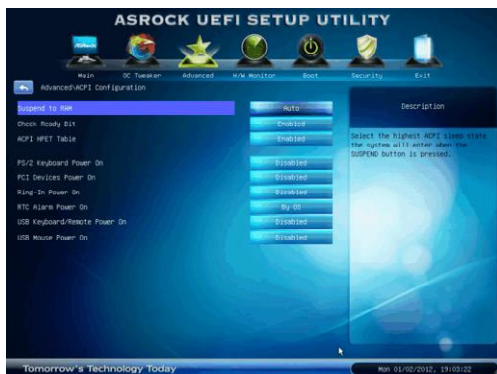 ASROCK UEFI SETUP UTILITY
Main OC Tweaker Advanced H/W Monitor Boot Security Exit
Advanced\ACPI Configuration
Description
Suspend to RAM Auto
Check Ready Bit Enabled
ACPI HPET Table Enabled
Select the highest ACPI sleep state
the system will enter when the
SUSPEND button is pressed.
PS/2 Keyboard Power On Disabled
PCI Devices Power On Disabled
Ring-In Power On Disabled
RTC Alarm Power On By OS
USB Keyboard/Remote Power On Disabled
USB Mouse Power On Disabled
Tomorrow's Technology Today
Mon 01/02/2012, 19:03:22